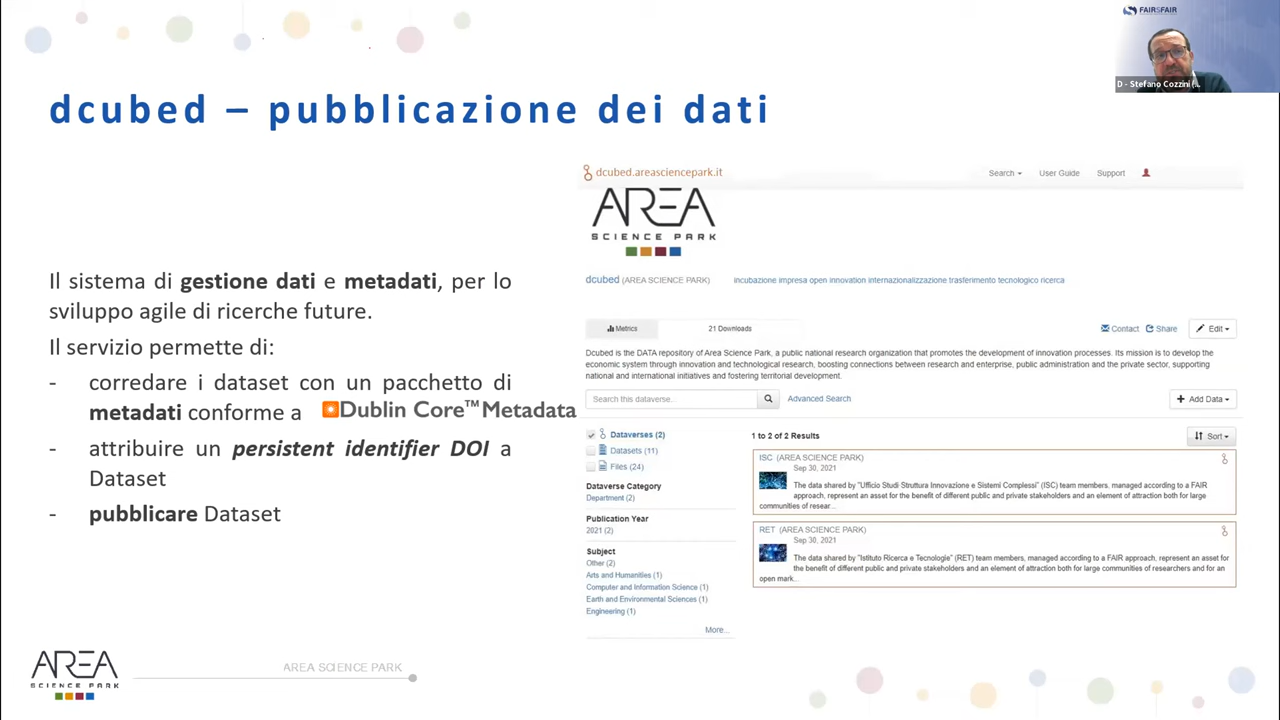 FAIRSFAIR
D - Stefano Cozzini (...
dcubed – pubblicazione dei dati
Il sistema di gestione dati e metadati, per lo
sviluppo agile di ricerche future.
Il servizio permette di:
- corredare i dataset con un pacchetto di
metadati conforme a Dublin Core™ Metadata
- attribuire un persistent identifier DOI a
Dataset
- pubblicare Dataset
dcubed.areasciencepark.it
Search
User Guide
Support
AREA
SCIENCE PARK
dcubed (AREA SCIENCE PARK)
incubazione impresa open innovation internazionalizzazione trasferimento tecnologico ricerca
Metrics
21 Downloads
Contact
Share
Edit
Dcubed is the DATA repository of Area Science Park, a public national research organization that promotes the development of innovation processes. Its mission is to develop the
economic system through innovation and technological research, boosting connections between research and enterprise, public administration and the private sector, supporting
national and international initiatives and fostering territorial development.
Search this dataverse...
Advanced Search
+ Add Data
Dataverses (2)
Datasets (11)
Files (24)
Dataverse Category
Department (2)
Publication Year
2021 (2)
Subject
Other (2)
Arts and Humanities (1)
Computer and Information Science (1)
Earth and Environmental Sciences (1)
Engineering (1)
More...
1 to 2 of 2 Results
Sort
ISC (AREA SCIENCE PARK)
Sep 30, 2021
The data shared by "Ufficio Studi Struttura Innovazione e Sistemi Complessi" (ISC) team members, managed according to a FAIR
approach, represent an asset for the benefit of different public and private stakeholders and an element of attraction both for large
communities of resear...
RET (AREA SCIENCE PARK)
Sep 30, 2021
The data shared by "Istituto Ricerca e Tecnologie" (RET) team members, managed according to a FAIR approach, represent an asset for
the benefit of different public and private stakeholders and an element of attraction both for large communities of researchers and for an
open mark...
AREA
SCIENCE PARK
AREA SCIENCE PARK